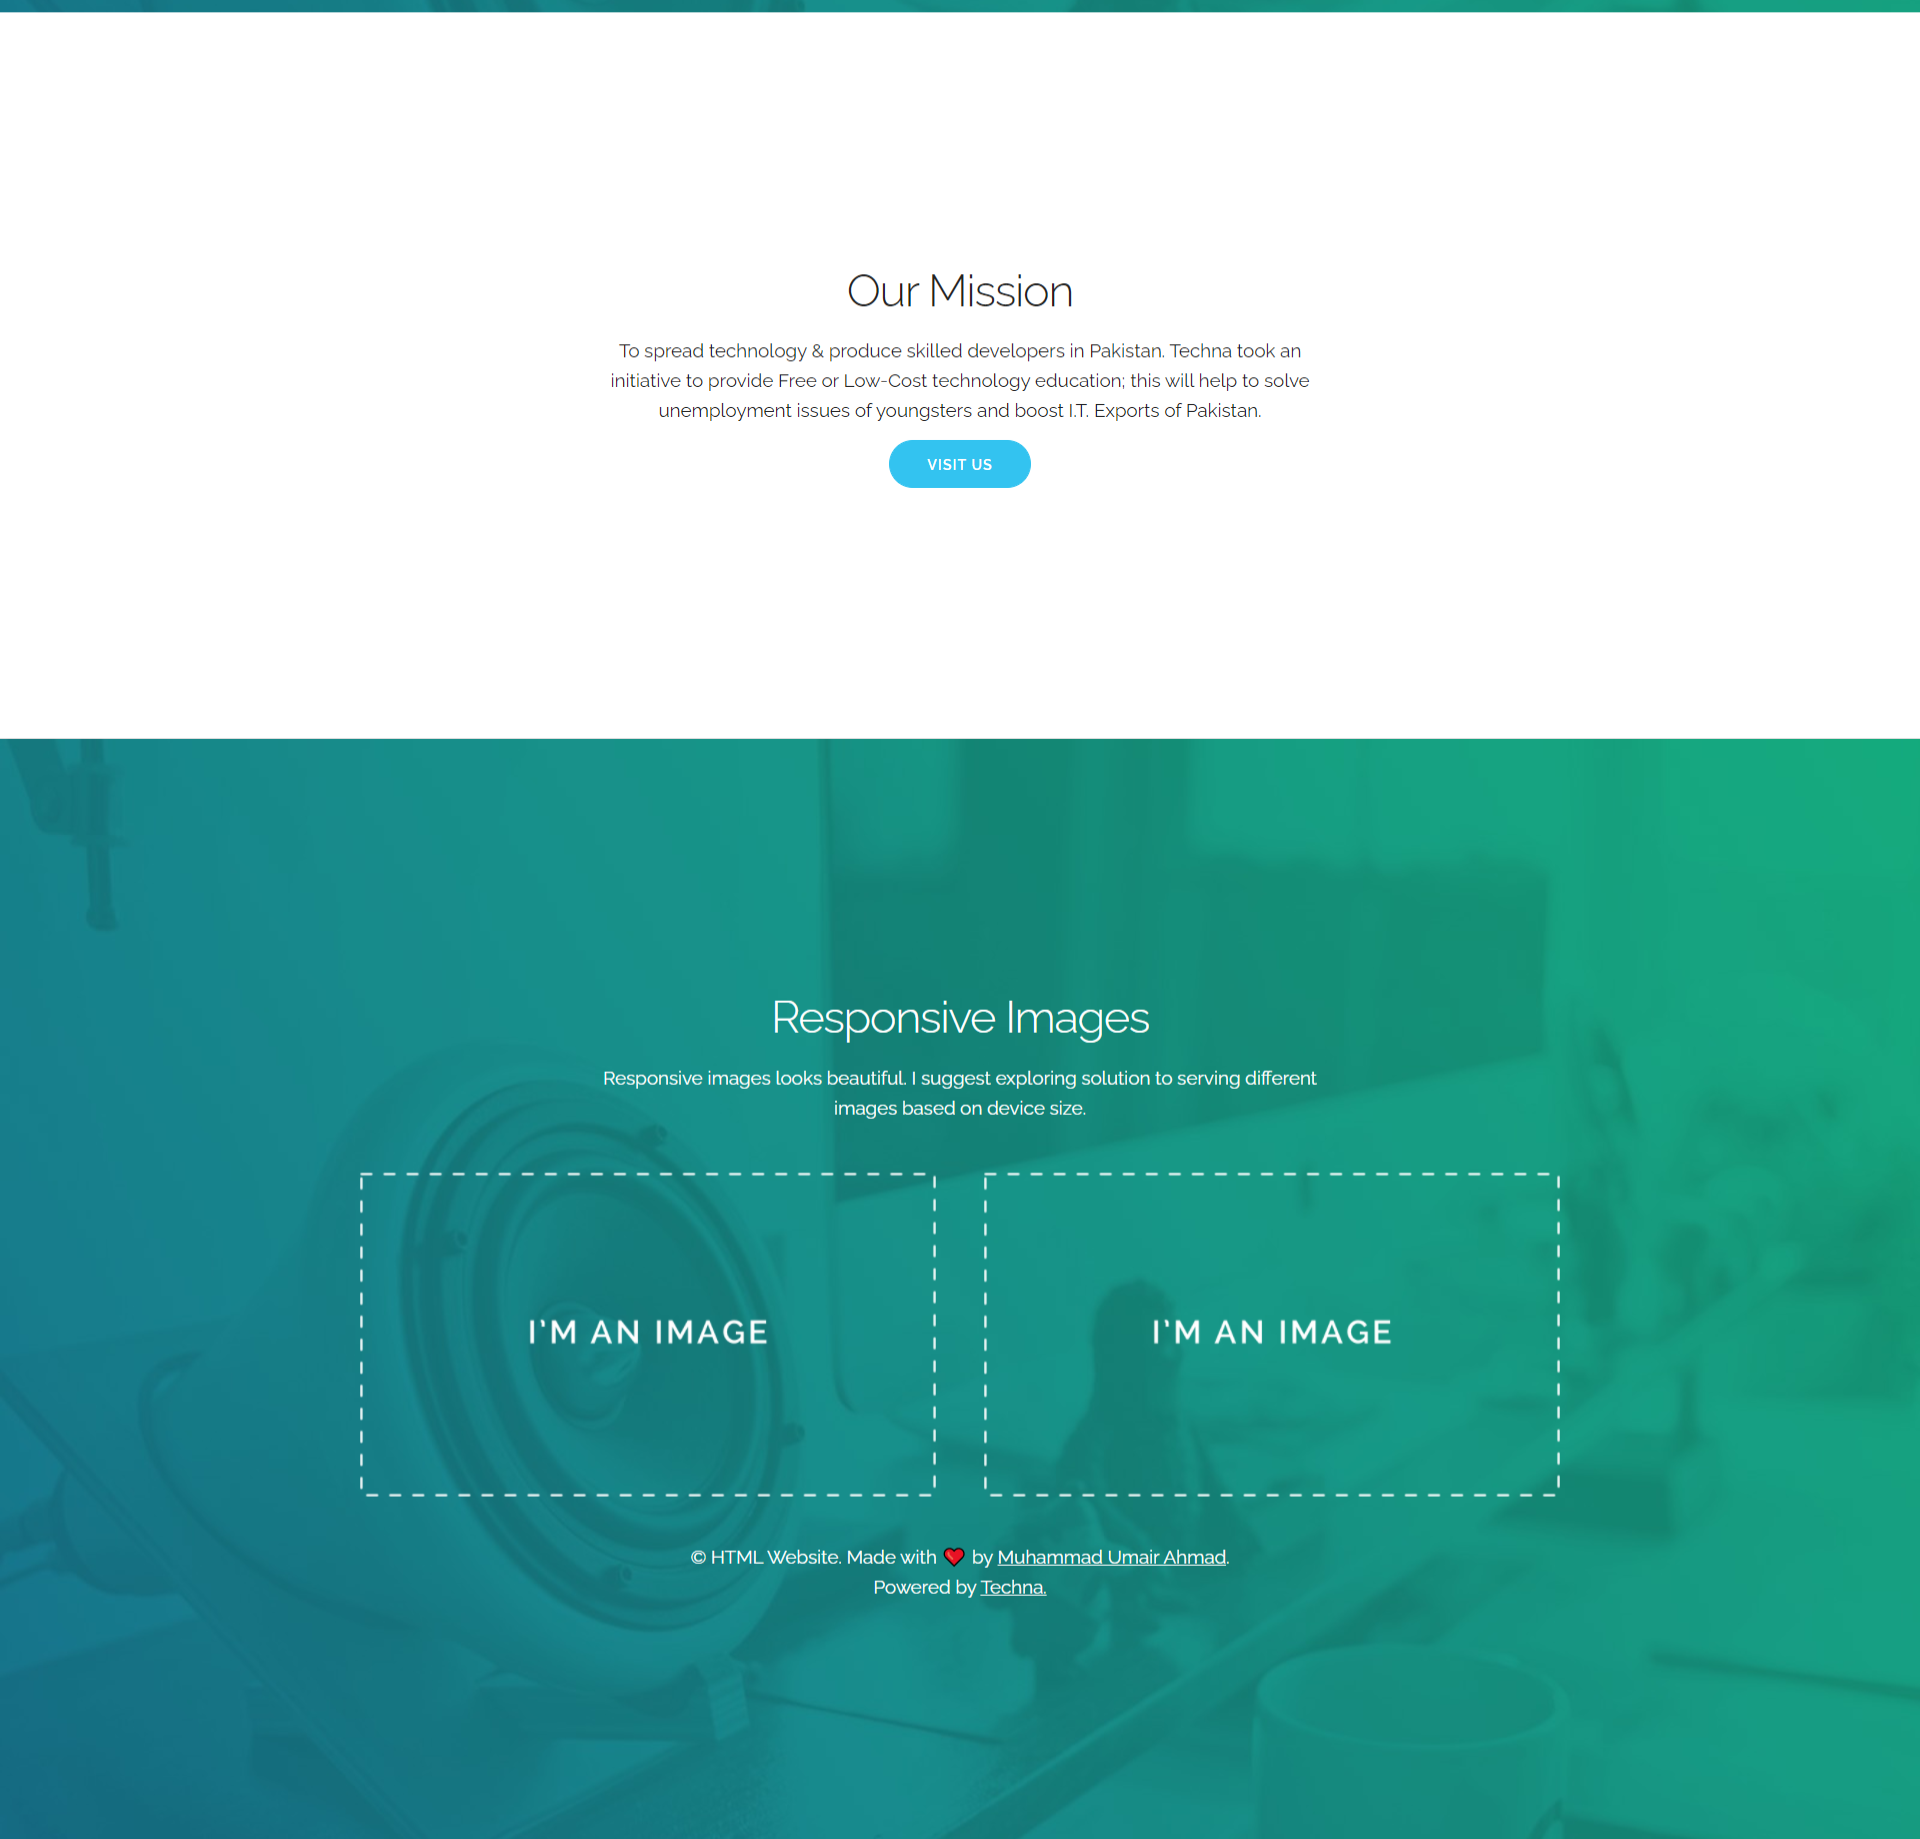 Our Mission
To spread technology & produce skilled developers in Pakistan. Techna took an
initiative to provide Free or Low-Cost technology education; this will help to solve
unemployment issues of youngsters and boost I.T. Exports of Pakistan.
VISIT US
Responsive Images
Responsive images looks beautiful. I suggest exploring solution to serving different
images based on device size.
I'M AN IMAGE
I'M AN IMAGE
© HTML Website. Made with ❤ by Muhammad Umair Ahmad.
Powered by Techna.